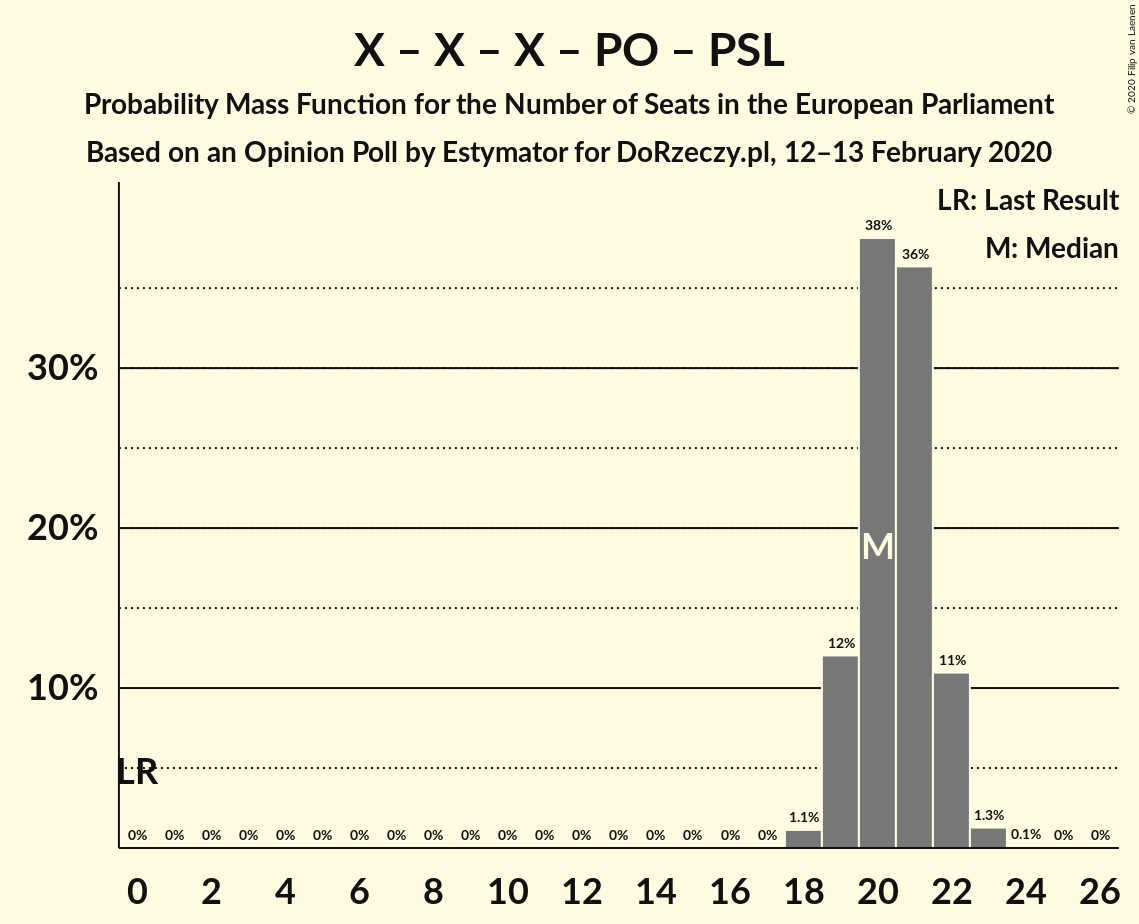 X – X – X – PO – PSL
Probability Mass Function for the Number of Seats in the European Parliament
Based on an Opinion Poll by Estymator for DoRzeczy.pl, 12–13 February 2020
© 2020 Filip van Laenen
LR: Last Result
M: Median
38%
36%
30%
20%
M
12%
11%
10%
LR
0% 0% 0% 0% 0% 0% 0% 0% 0% 0% 0% 0% 0% 0% 0% 0% 0% 0% 1.1% 1.3% 0.1% 0% 0%
0 2 4 6 8 10 12 14 16 18 20 22 24 26